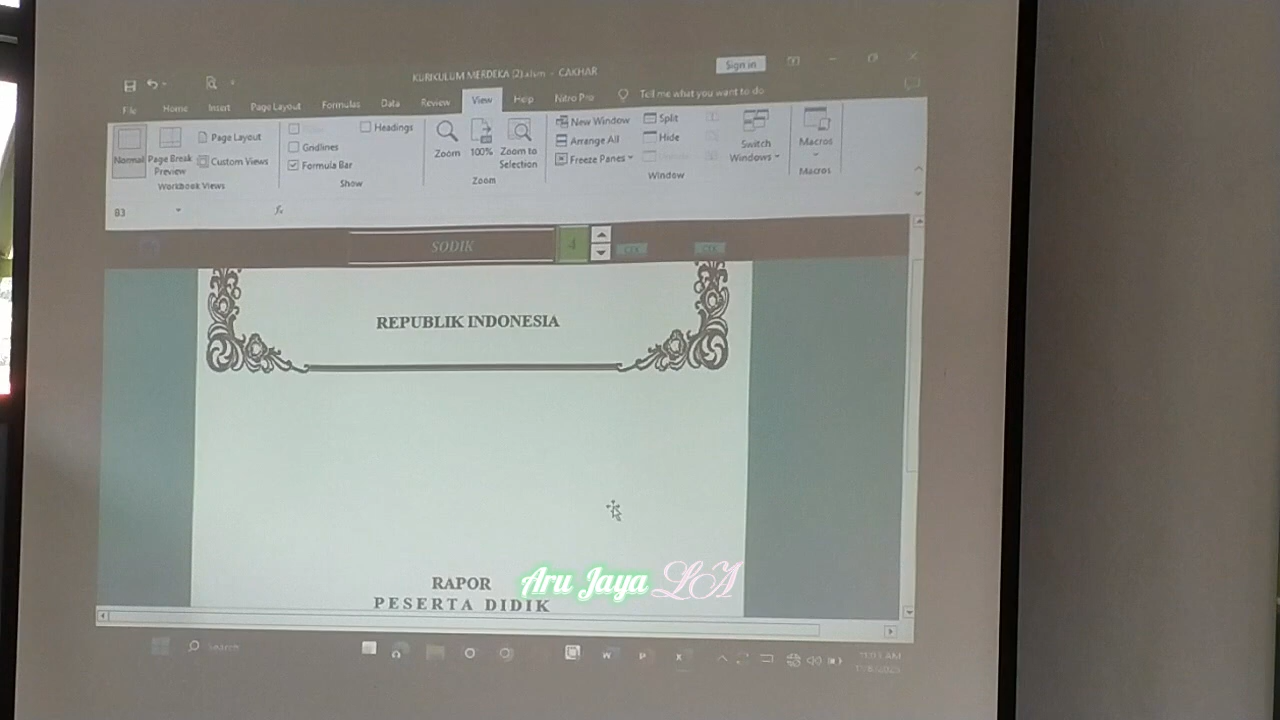 KURIKULUM MERDEKA (2).xlsm - CAKHAR
Sign in
File Home Insert Page Layout Formulas Data Review View Help Nitro Pro Tell me what you want to do
Normal
Page Break Preview
Page Layout
Custom Views
Workbook Views
Gridlines
Formula Bar
Headings
Show
Zoom
100%
Zoom to Selection
Zoom
New Window
Arrange All
Freeze Panes
Split
Hide
Window
Switch Windows
Macros
Macros
B3
fx
SODIK
4
REPUBLIK INDONESIA
RAPOR
PESERTA DIDIK
Aru Jaya LA
Search